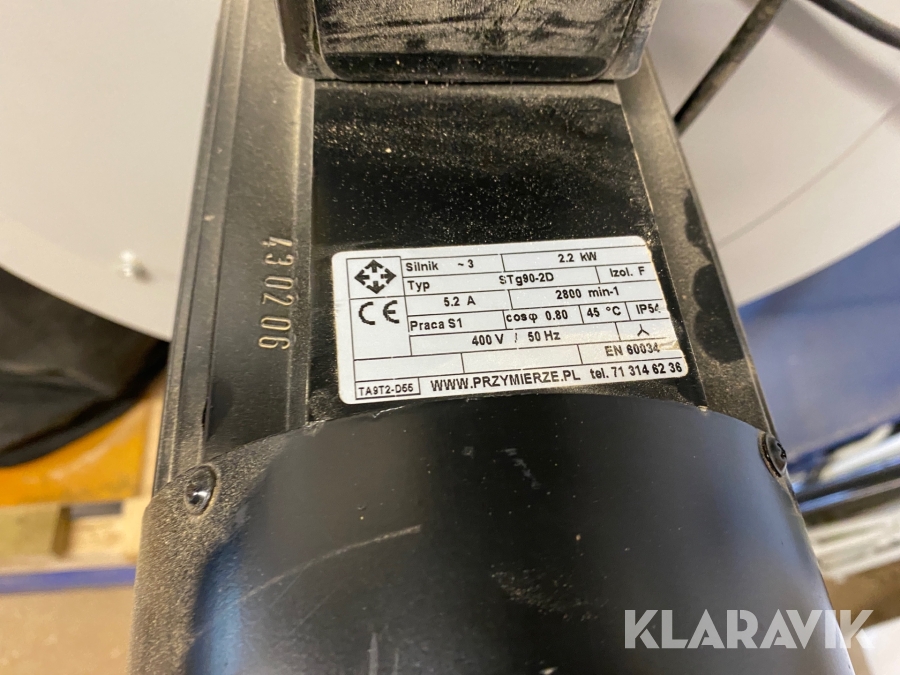 Silnik ~ 3 2.2 kW
Typ STg90-2D Izol. F
5.2 A 2800 min-1
Praca S1 cosφ 0.80 45 °C IP54
400 V / 50 Hz
EN 60034
TA9T2-D55 WWW.PRZYMIERZE.PL tel. 71 314 62 36
CE
430206
KLARAVIK